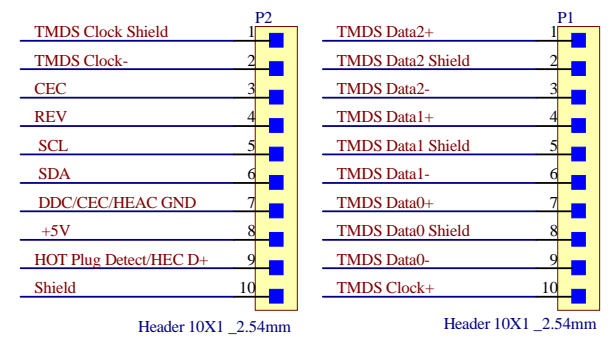 P2
TMDS Clock Shield 1
TMDS Clock- 2
CEC 3
REV 4
SCL 5
SDA 6
DDC/CEC/HEAC GND 7
+5V 8
HOT Plug Detect/HEC D+ 9
Shield 10
Header 10X1 _2.54mm
P1
TMDS Data2+ 1
TMDS Data2 Shield 2
TMDS Data2- 3
TMDS Data1+ 4
TMDS Data1 Shield 5
TMDS Data1- 6
TMDS Data0+ 7
TMDS Data0 Shield 8
TMDS Data0- 9
TMDS Clock+ 10
Header 10X1 _2.54mm